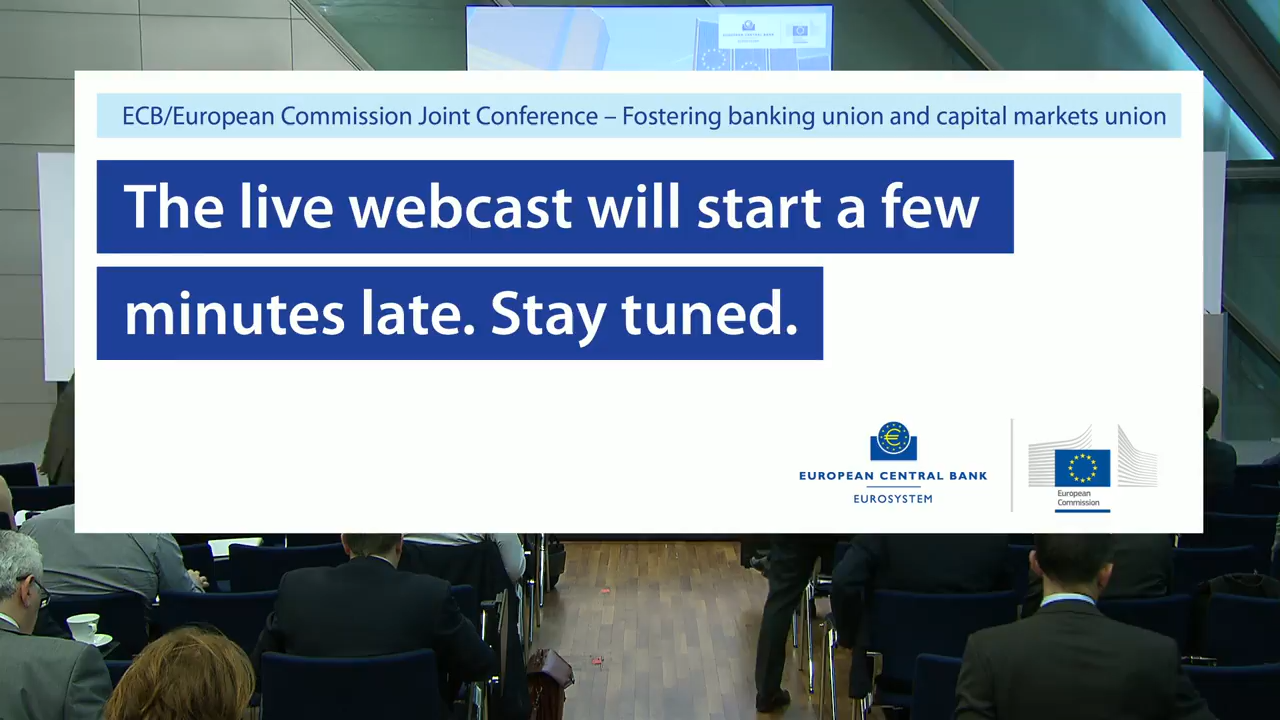 ECB/European Commission Joint Conference – Fostering banking union and capital markets union
The live webcast will start a few
minutes late. Stay tuned.
EUROPEAN CENTRAL BANK
EUROSYSTEM
European
Commission